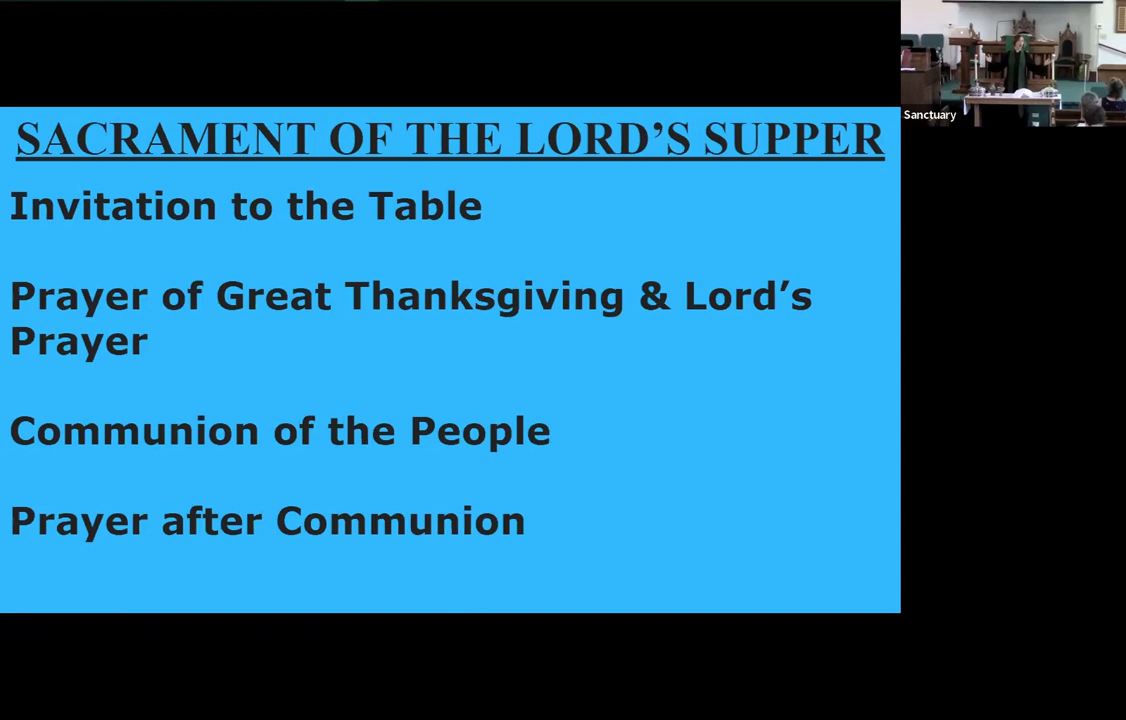 SACRAMENT OF THE LORD’S SUPPER
Invitation to the Table
Prayer of Great Thanksgiving & Lord’s
Prayer
Communion of the People
Prayer after Communion
Sanctuary